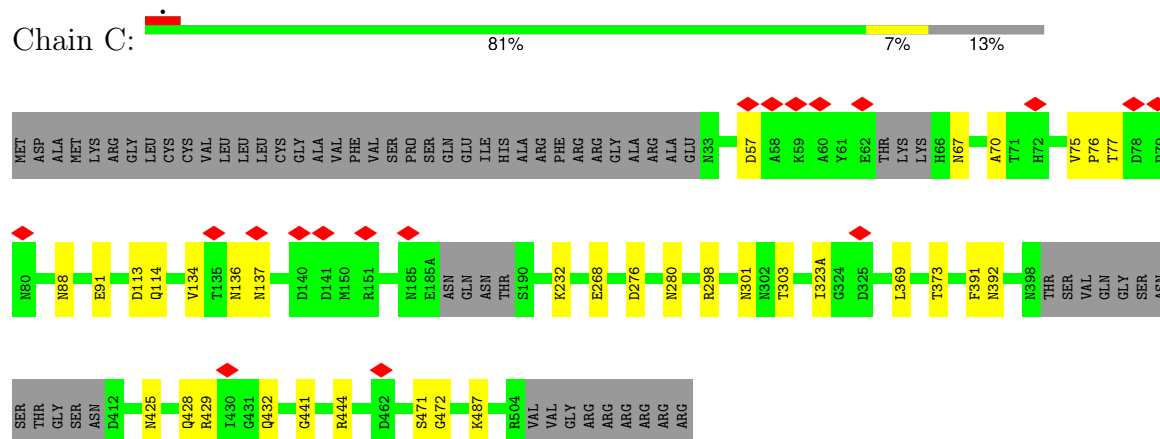 Chain C:
81% 7% 13%
MET ASP ALA MET LYS ARG GLY LEU CYS CYS VAL LEU LEU LEU CYS GLY ALA VAL PHE VAL SER PRO SER GLN GLU ILE HIS ALA ARG PHE ARG ARG GLY ALA ARG ALA GLU N33 D57 A58 K59 A60 Y61 E62 THR LYS LYS H66 N67 A70 T71 H72 V75 P76 T77 D78 P79
N80 N88 E91 D113 Q114 V134 T135 N136 N137 D140 D141 M150 R151 N185 E185A ASN GLN ASN THR S190 K232 E268 D276 N280 R298 N301 N302 T303 I323A G324 D325 L369 T373 F391 N392 N398 THR SER VAL GLN GLY SER ASN
SER THR GLY SER ASN D412 N425 Q428 R429 I430 G431 Q432 G441 R444 D462 S471 G472 K487 R504 VAL VAL GLY ARG ARG ARG ARG ARG ARG